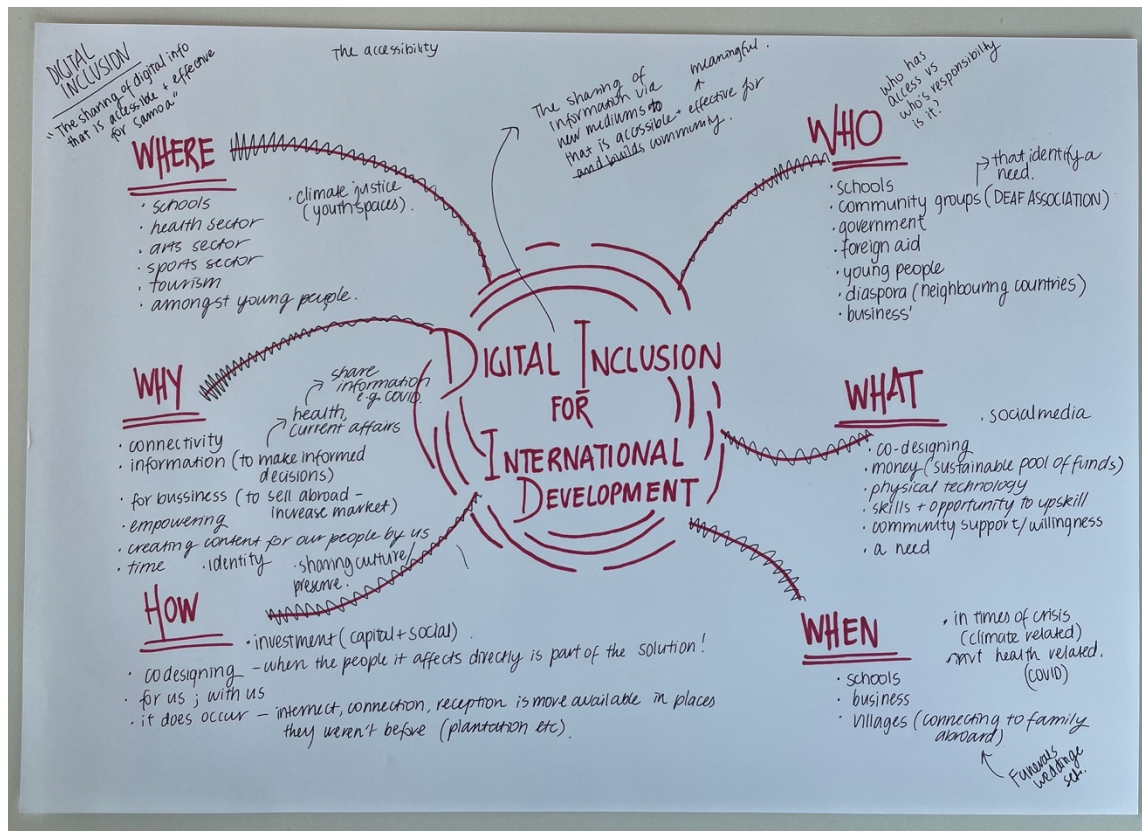 DIGITAL
INCLUSION
"The sharing of digital info
that is accessible + effective
for Samoa"
The accessibility
The sharing of
information via
new mediums to
that is acessible + effective for
meaningful.
and builds community.
who has
access vs
who's responsibilty
is it?
WHERE
• schools
• health sector
• arts sector
• sports sector
• tourism
• amongst young people.
• climate justice
(youth spaces).
WHO
• schools
• community groups (DEAF ASSOCIATION)
that identify a
need.
• government
• foreign aid
• young people
• diaspora (neighbouring countries)
• business'
DIGITAL INCLUSION
FOR
INTERNATIONAL
DEVELOPMENT
WHY
• connectivity
• information (to make informed
decisions)
health,
current affairs
share
information
e.g. COVID.
• for bussiness (to sell abroad –
increase market)
• empowering
• creating content for our people by us
• time
• identity
• sharing culture/
preserve.
WHAT
• social media
• co-designing
• money (sustainable pool of funds)
• physical technology
• skills + opportunity to upskill
• community support/willingness
• a need
HOW
• investment (capital + social).
codesigning – when the people it affects directly is part of the solution!
• for us ; with us
• it does occur – internect, connection, reception is more available in places
they weren't before (plantation etc).
WHEN
• in times of crisis
(climate related)
health related.
(COVID)
• schools
• business
• villages (connecting to family
abroad)
Funerals
weddings